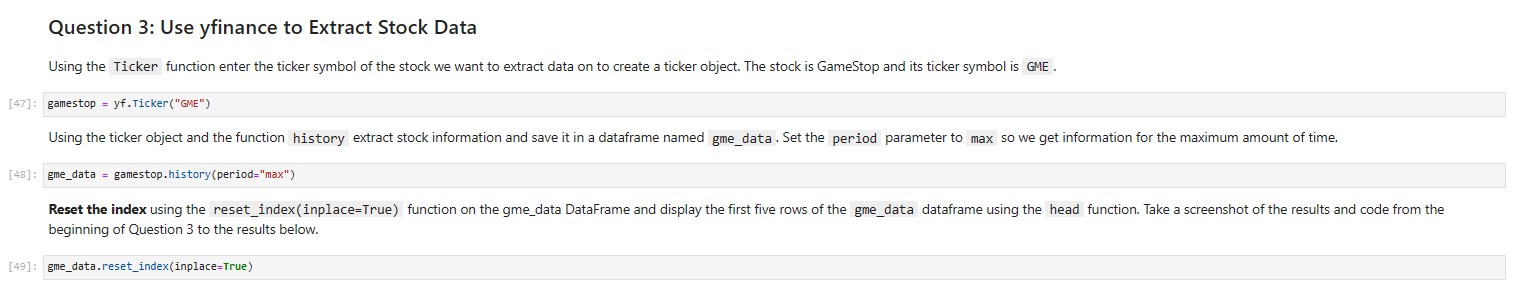 Question 3: Use yfinance to Extract Stock Data
Using the Ticker function enter the ticker symbol of the stock we want to extract data on to create a ticker object. The stock is GameStop and its ticker symbol is GME .
[47]: gamestop = yf.Ticker("GME")
Using the ticker object and the function history extract stock information and save it in a dataframe named gme_data . Set the period parameter to max so we get information for the maximum amount of time.
[48]: gme_data = gamestop.history(period="max")
Reset the index using the reset_index(inplace=True) function on the gme_data DataFrame and display the first five rows of the gme_data dataframe using the head function. Take a screenshot of the results and code from the
beginning of Question 3 to the results below.
[49]: gme_data.reset_index(inplace=True)